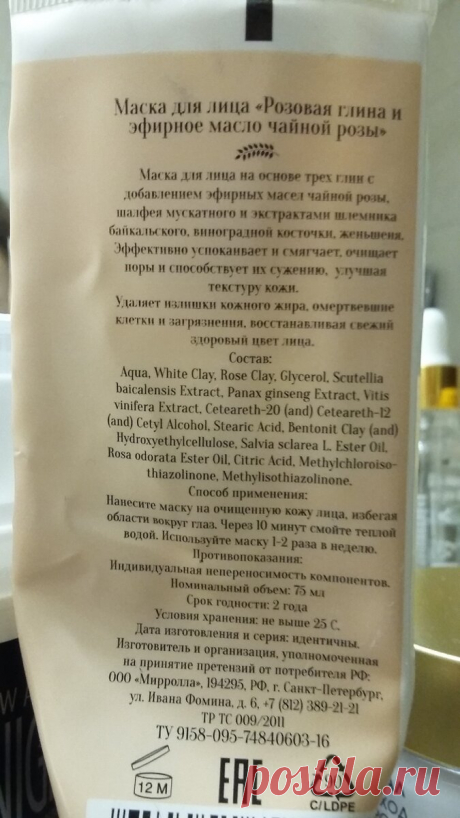 Маска для лица «Розовая глина и
эфирное масло чайной розы»
Маска для лица на основе трех глин с
добавлением эфирных масел чайной розы,
шалфея мускатного и экстрактами шлемника
байкальского, виноградной косточки, женьшеня.
Эффективно успокаивает и смягчает, очищает
поры и способствует их сужению, улучшая
текстуру кожи.
Удаляет излишки кожного жира, омертвевшие
клетки и загрязнения, восстанавливая свежий
здоровый цвет лица.
Состав:
Aqua, White Clay, Rose Clay, Glycerol, Scutellia
baicalensis Extract, Panax ginseng Extract, Vitis
vinifera Extract, Ceteareth-20 (and) Ceteareth-12
(and) Cetyl Alcohol, Stearic Acid, Bentonit Clay (and)
Hydroxyethylcellulose, Salvia sclarea L. Ester Oil,
Rosa odorata Ester Oil, Citric Acid, Methylchloroiso-
thiazolinone, Methylisothiazolinone.
Способ применения:
Нанесите маску на очищенную кожу лица, избегая
области вокруг глаз. Через 10 минут смойте теплой
водой. Используйте маску 1-2 раза в неделю.
Противопоказания:
Индивидуальная непереносимость компонентов.
Номинальный объем: 75 мл
Срок годности: 2 года
Условия хранения: не выше 25 С.
Дата изготовления и серия: идентичны.
Изготовитель и организация, уполномоченная
на принятие претензий от потребителя РФ:
ООО «Мирролла», 194295, РФ, г. Санкт-Петербург,
ул. Ивана Фомина, д. 6, +7 (812) 389-21-21
ТР ТС 009/2011
ТУ 9158-095-74840603-16
12 М
ЕАС
C/LDPE
postila.ru